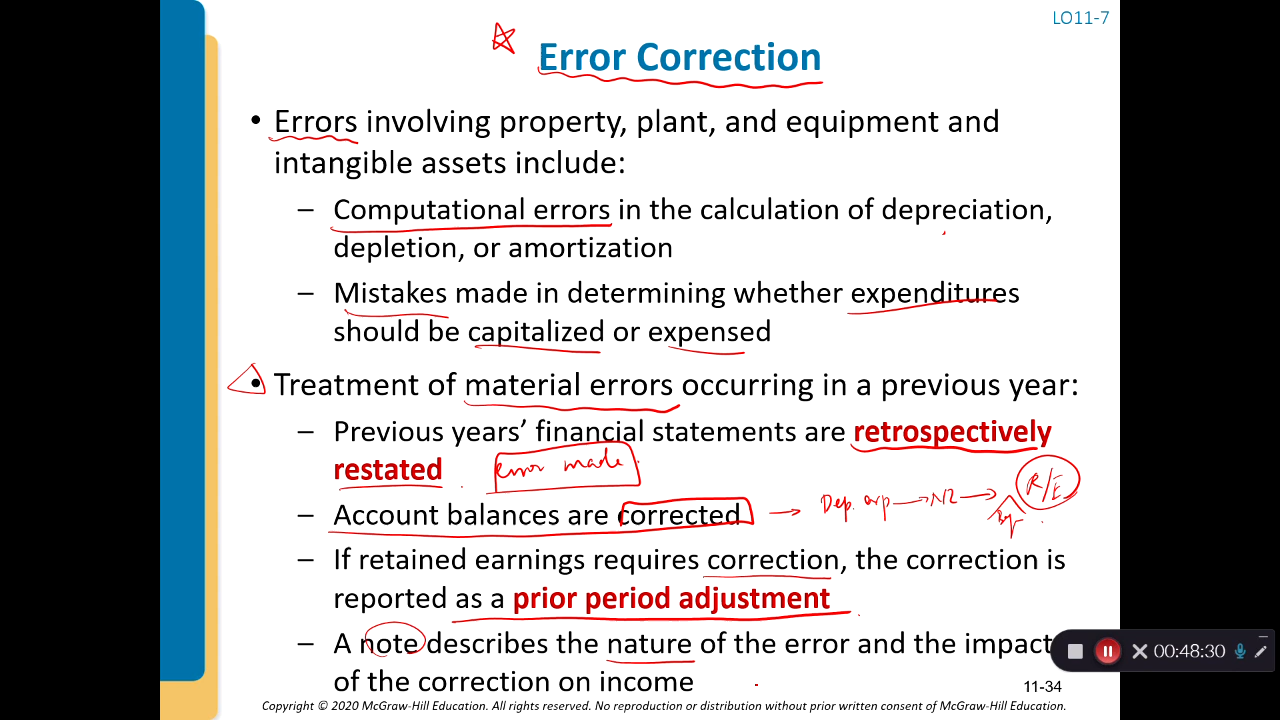 LO11-7
Error Correction
• Errors involving property, plant, and equipment and
intangible assets include:
– Computational errors in the calculation of depreciation,
depletion, or amortization
– Mistakes made in determining whether expenditures
should be capitalized or expensed
• Treatment of material errors occurring in a previous year:
– Previous years’ financial statements are retrospectively
restated error made
– Account balances are corrected → Dep. exp → NI → R/E
– If retained earnings requires correction, the correction is
reported as a prior period adjustment
– A note describes the nature of the error and the impact
of the correction on income
00:48:30
11-34
Copyright © 2020 McGraw-Hill Education. All rights reserved. No reproduction or distribution without prior written consent of McGraw-Hill Education.